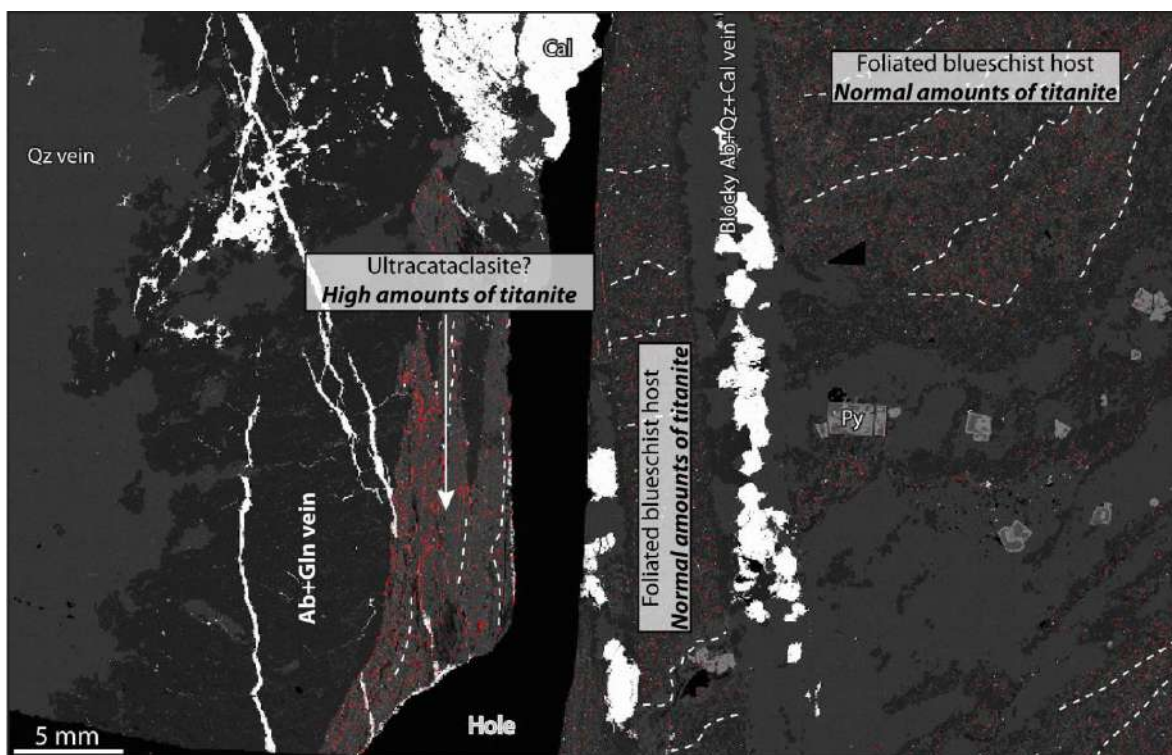 Cal
Foliated blueschist host
Normal amounts of titanite
Qz vein
Blocky Ab+Qz+Cal vein
Ultracataclasite?
High amounts of titanite
Foliated blueschist host
Normal amounts of titanite
Py
Ab+Gln vein
Hole
5 mm